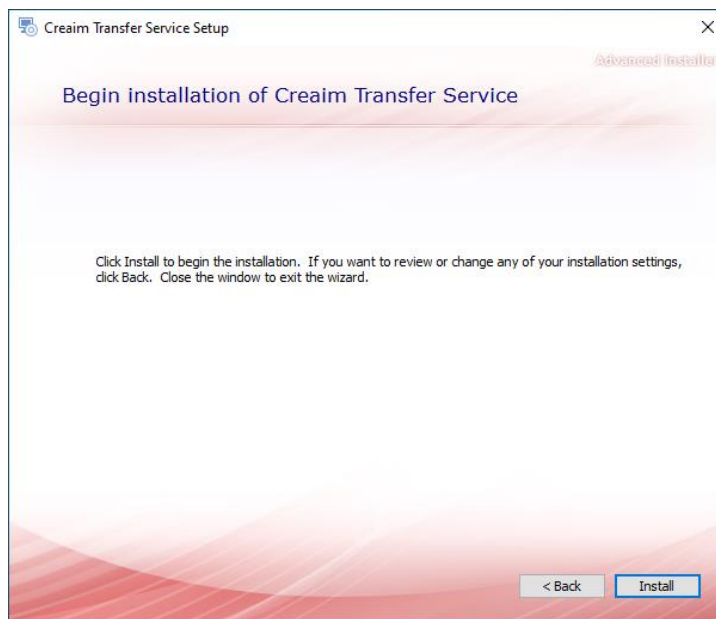 Creaim Transfer Service Setup
Advanced Installer
Begin installation of Creaim Transfer Service
Click Install to begin the installation.  If you want to review or change any of your installation settings,
click Back.  Close the window to exit the wizard.
< Back
Install